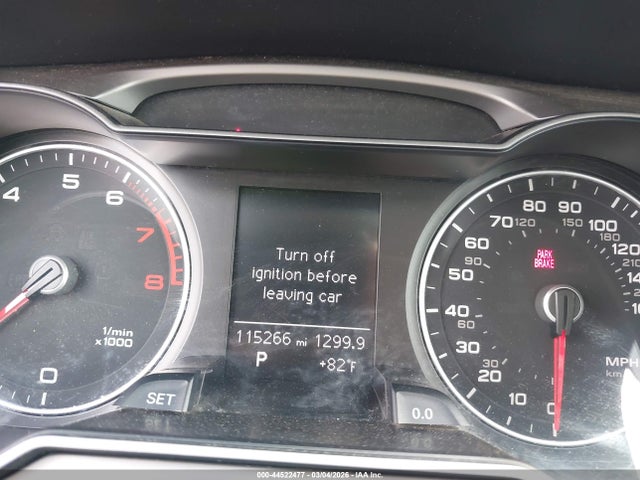 4 5 6 7 8
1/min
x1000
0
SET
Turn off
ignition before
leaving car
115266 mi 1299.9
P +82°F
0.0
PARK
BRAKE
0 10 20 30 40 50 60 70 80 90 100 120
30 60 90 120 150 180 210
MPH
000-44522477 - 03/04/2026 - IAA Inc.